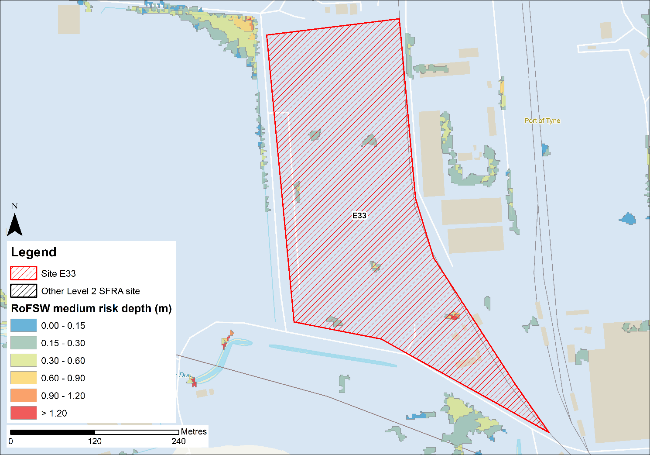 Port of Tyne
E33
N
Legend
Site E33
Other Level 2 SFRA site
RoFSW medium risk depth (m)
0.00 - 0.15
0.15 - 0.30
0.30 - 0.60
0.60 - 0.90
0.90 - 1.20
> 1.20
Metres
0 120 240